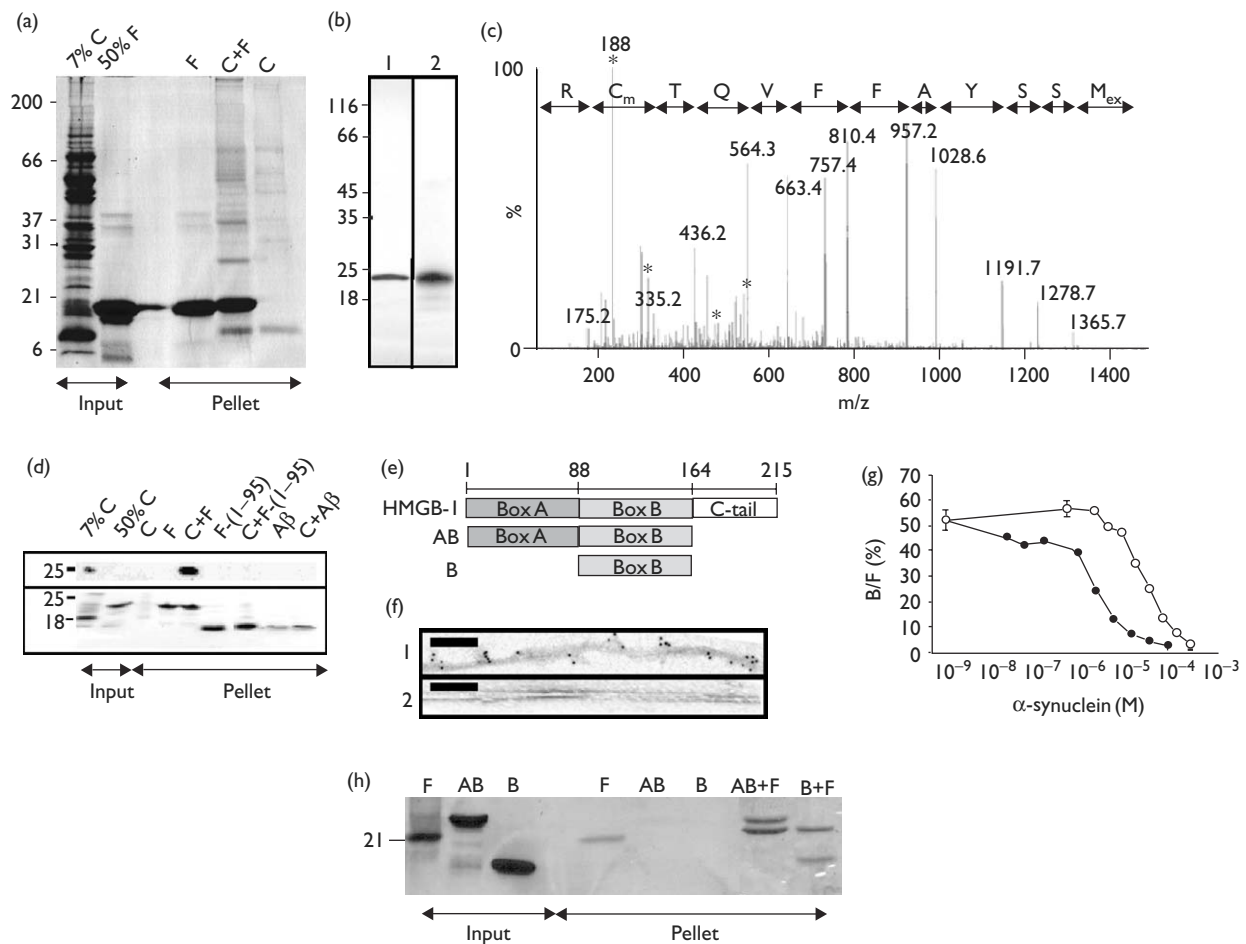 (a)
7% C
50% F
F
C+F
C
200
66
37
31
21
6
Input
Pellet
(b)
1
2
116
66
45
35
25
18
(c)
188
*
100
R
Cm
T
Q
V
F
F
A
Y
S
S
Mex
957.2
810.4
1028.6
564.3
757.4
663.4
%
436.2
*
335.2
*
*
175.2
1191.7
1278.7
1365.7
0
200
400
600
800
1000
1200
1400
m/z
(d)
7% C
50% C
C
F
C+F
F-(1–95)
C+F-(1–95)
Aβ
C+Aβ
25
25
18
Input
Pellet
(e)
1
88
164
215
HMGB-1
Box A
Box B
C-tail
AB
Box A
Box B
B
Box B
(f)
1
2
(g)
70
60
50
40
30
20
10
0
B/F (%)
10−9
10−8
10−7
10−6
10−5
10−4
10−3
α-synuclein (M)
(h)
F
AB
B
F
AB
B
AB+F
B+F
21
Input
Pellet